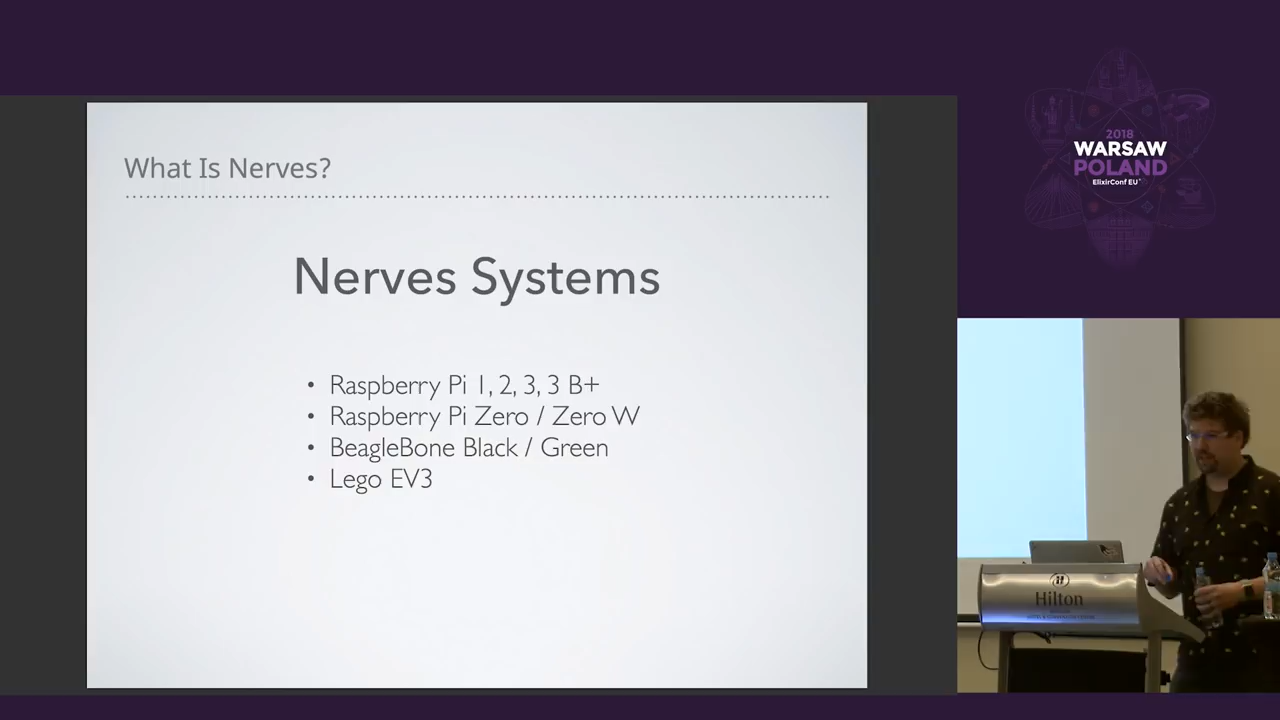 What Is Nerves?
Nerves Systems
• Raspberry Pi 1, 2, 3, 3 B+
• Raspberry Pi Zero / Zero W
• BeagleBone Black / Green
• Lego EV3
2018
WARSAW
POLAND
ElixirConf EU
Hilton